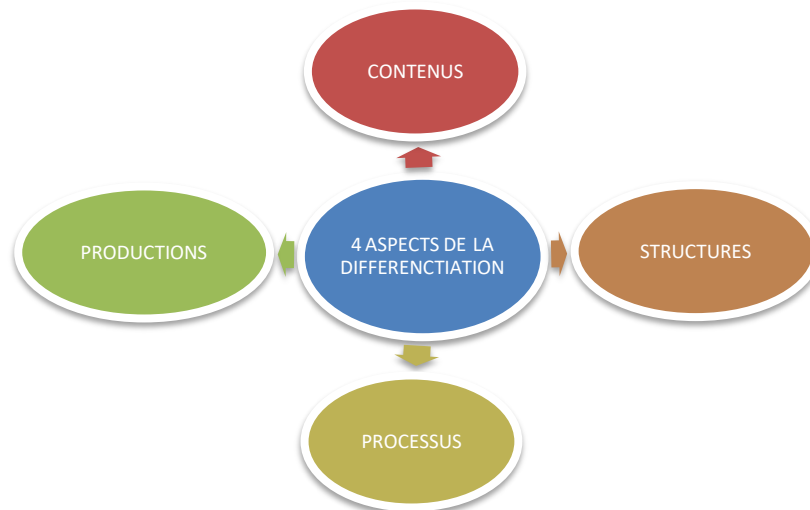 CONTENUS
PRODUCTIONS
4 ASPECTS DE LA
DIFFERENCTIATION
STRUCTURES
PROCESSUS